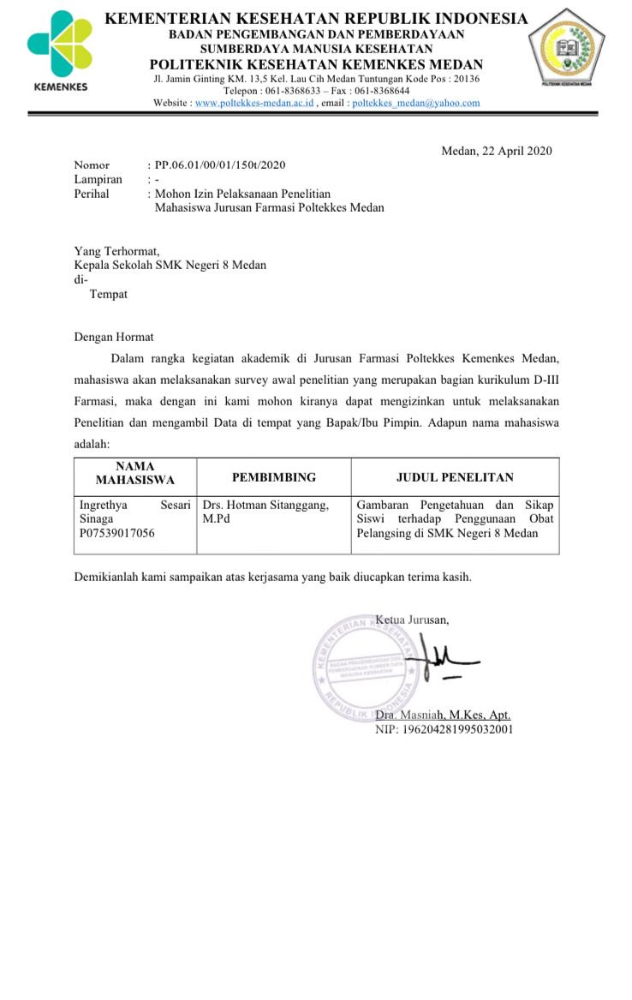 KEMENTERIAN KESEHATAN REPUBLIK INDONESIA
BADAN PENGEMBANGAN DAN PEMBERDAYAAN
SUMBERDAYA MANUSIA KESEHATAN
POLITEKNIK KESEHATAN KEMENKES MEDAN
Jl. Jamin Ginting KM. 13,5 Kel. Lau Cih Medan Tuntungan Kode Pos : 20136
Telepon : 061-8368633 – Fax : 061-8368644
Website : www.poltekkes-medan.ac.id , email : poltekkes_medan@yahoo.com
KEMENKES
POLITEKNIK KESEHATAN MEDAN
Medan, 22 April 2020
Nomor : PP.06.01/00/01/150t/2020
Lampiran : -
Perihal : Mohon Izin Pelaksanaan Penelitian
Mahasiswa Jurusan Farmasi Poltekkes Medan
Yang Terhormat,
Kepala Sekolah SMK Negeri 8 Medan
di-
Tempat
Dengan Hormat
Dalam rangka kegiatan akademik di Jurusan Farmasi Poltekkes Kemenkes Medan,
mahasiswa akan melaksanakan survey awal penelitian yang merupakan bagian kurikulum D-III
Farmasi, maka dengan ini kami mohon kiranya dapat mengizinkan untuk melaksanakan
Penelitian dan mengambil Data di tempat yang Bapak/Ibu Pimpin. Adapun nama mahasiswa
adalah:
NAMA
MAHASISWA
PEMBIMBING
JUDUL PENELITAN
Ingrethya Sesari
Sinaga
P07539017056
Drs. Hotman Sitanggang,
M.Pd
Gambaran Pengetahuan dan Sikap
Siswi terhadap Penggunaan Obat
Pelangsing di SMK Negeri 8 Medan
Demikianlah kami sampaikan atas kerjasama yang baik diucapkan terima kasih.
Ketua Jurusan,
KEMENTERIAN KESEHATAN
BADAN PENGEMBANGAN DAN
PEMBERDAYAAN SUMBER DAYA
MANUSIA KESEHATAN
REPUBLIK INDONESIA
Dra. Masniah, M.Kes, Apt.
NIP: 196204281995032001